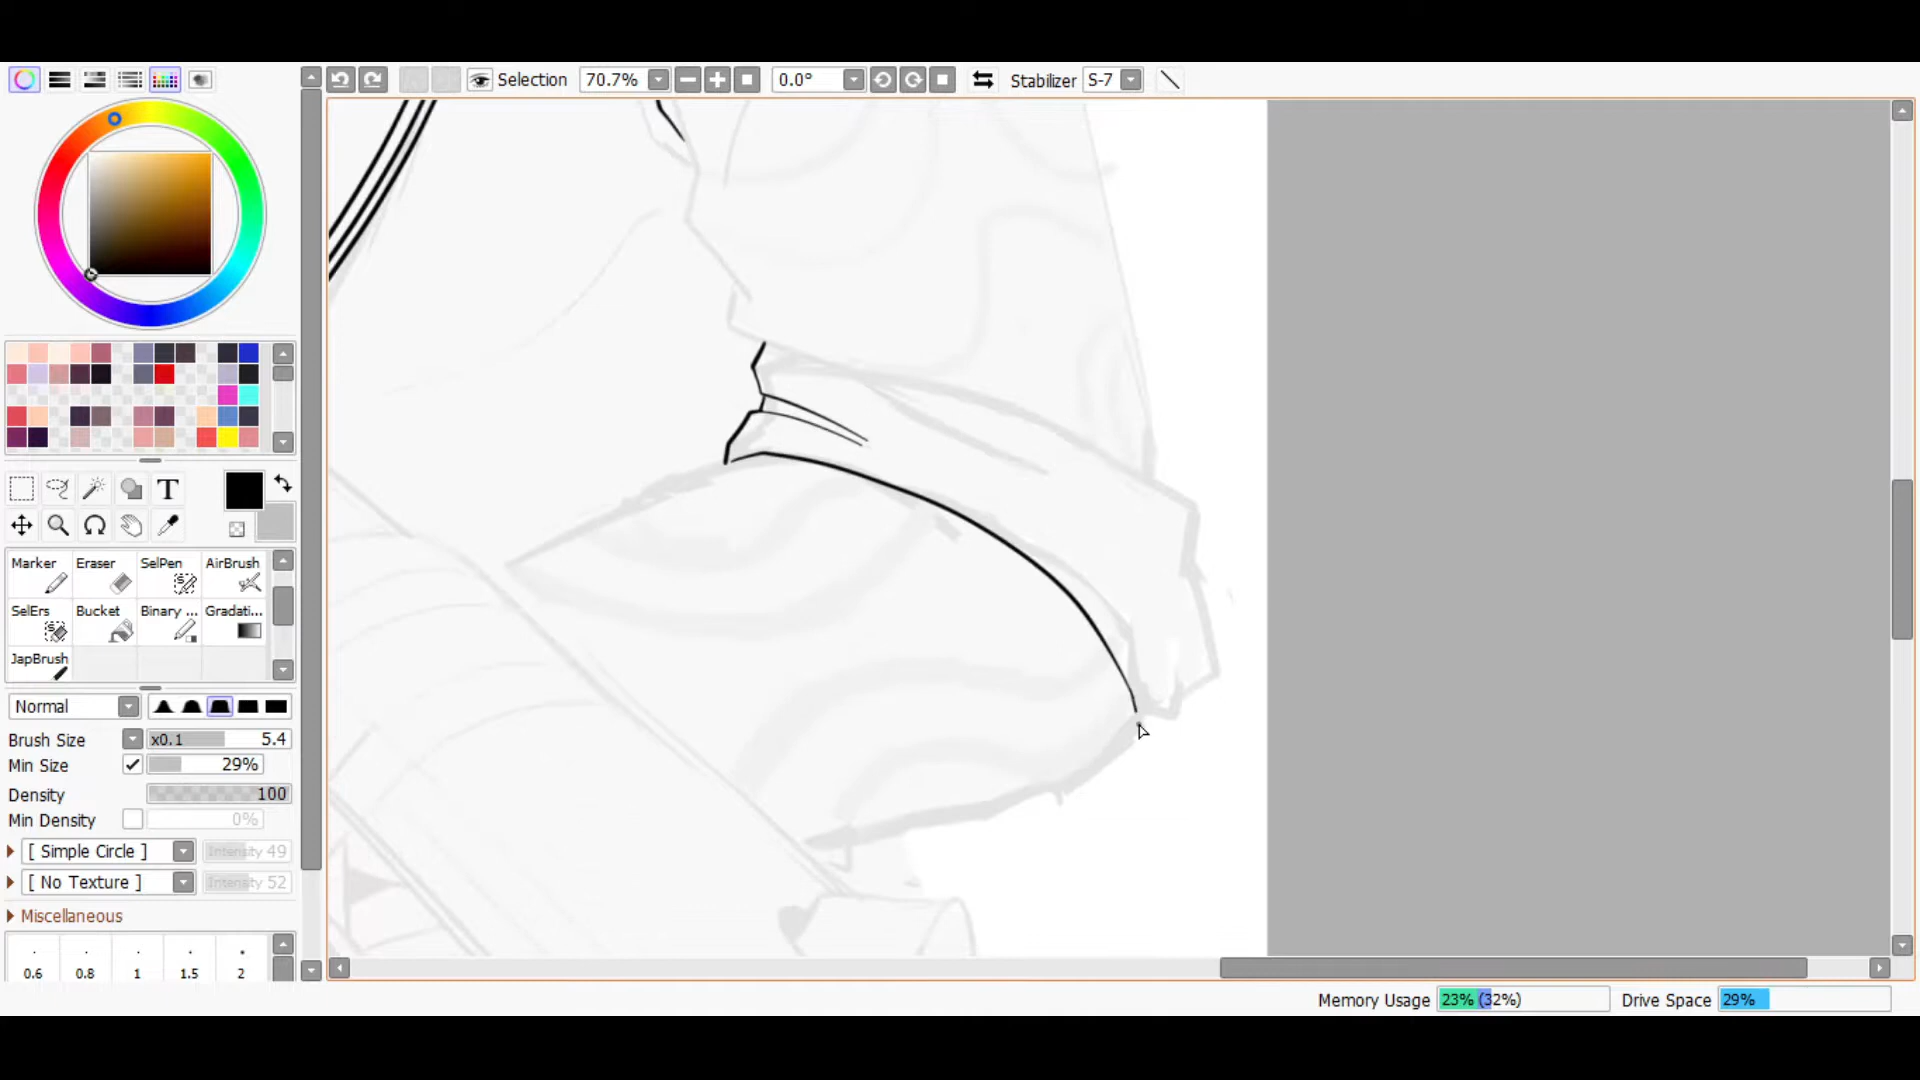 Selection 70.7% 0.0° Stabilizer S-7
T
Marker Eraser SelPen AirBrush
SelErs Bucket Binary ... Gradati...
JapBrush
Normal
Brush Size x0.1 5.4
Min Size 29%
Density 100
Min Density 0%
[ Simple Circle ] Intensity 49
[ No Texture ] Intensity 52
Miscellaneous
0.6 0.8 1 1.5 2
Memory Usage 23% (32%) Drive Space 29%